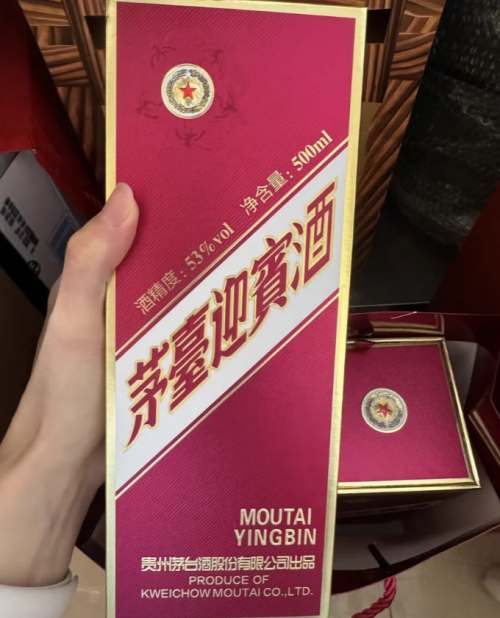 酒精度：53%vol 净含量：500ml
茅臺迎賓酒
MOUTAI
YINGBIN
贵州茅台酒股份有限公司出品
PRODUCE OF
KWEICHOW MOUTAI CO.,LTD.